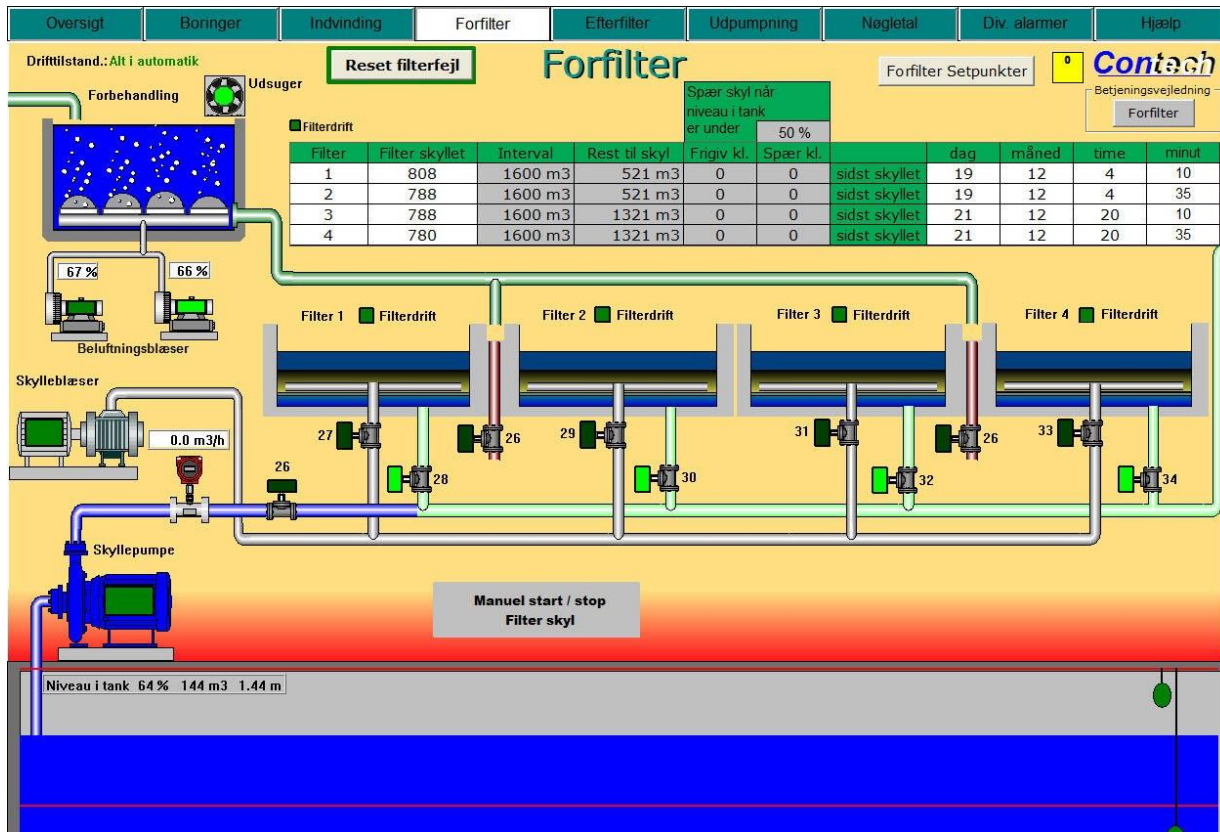 Oversigt Boringer Indvinding Forfilter Efterfilter Udpumpning Nøgletal Div. alarmer Hjælp
Drifttilstand.: Alt i automatik
Reset filterfejl
Forfilter
Forfilter Setpunkter
0
Contech
Betjeningsvejledning
Forfilter
Forbehandling
Udsuger
Spær skyl når
niveau i tank
er under 50 %
Filterdrift
Filter Filter skyllet Interval Rest til skyl Frigiv kl. Spær kl. dag måned time minut
1 808 1600 m3 521 m3 0 0 sidst skyllet 19 12 4 10
2 788 1600 m3 521 m3 0 0 sidst skyllet 19 12 4 35
3 788 1600 m3 1321 m3 0 0 sidst skyllet 21 12 20 10
4 780 1600 m3 1321 m3 0 0 sidst skyllet 21 12 20 35
67 % 66 %
Beluftningsblæser
Filter 1 Filterdrift
Filter 2 Filterdrift
Filter 3 Filterdrift
Filter 4 Filterdrift
Skylleblæser
0.0 m3/h
27 26 29 31 26 33
26 28 30 32 34
Skyllepumpe
Manuel start / stop
Filter skyl
Niveau i tank 64 % 144 m3 1.44 m